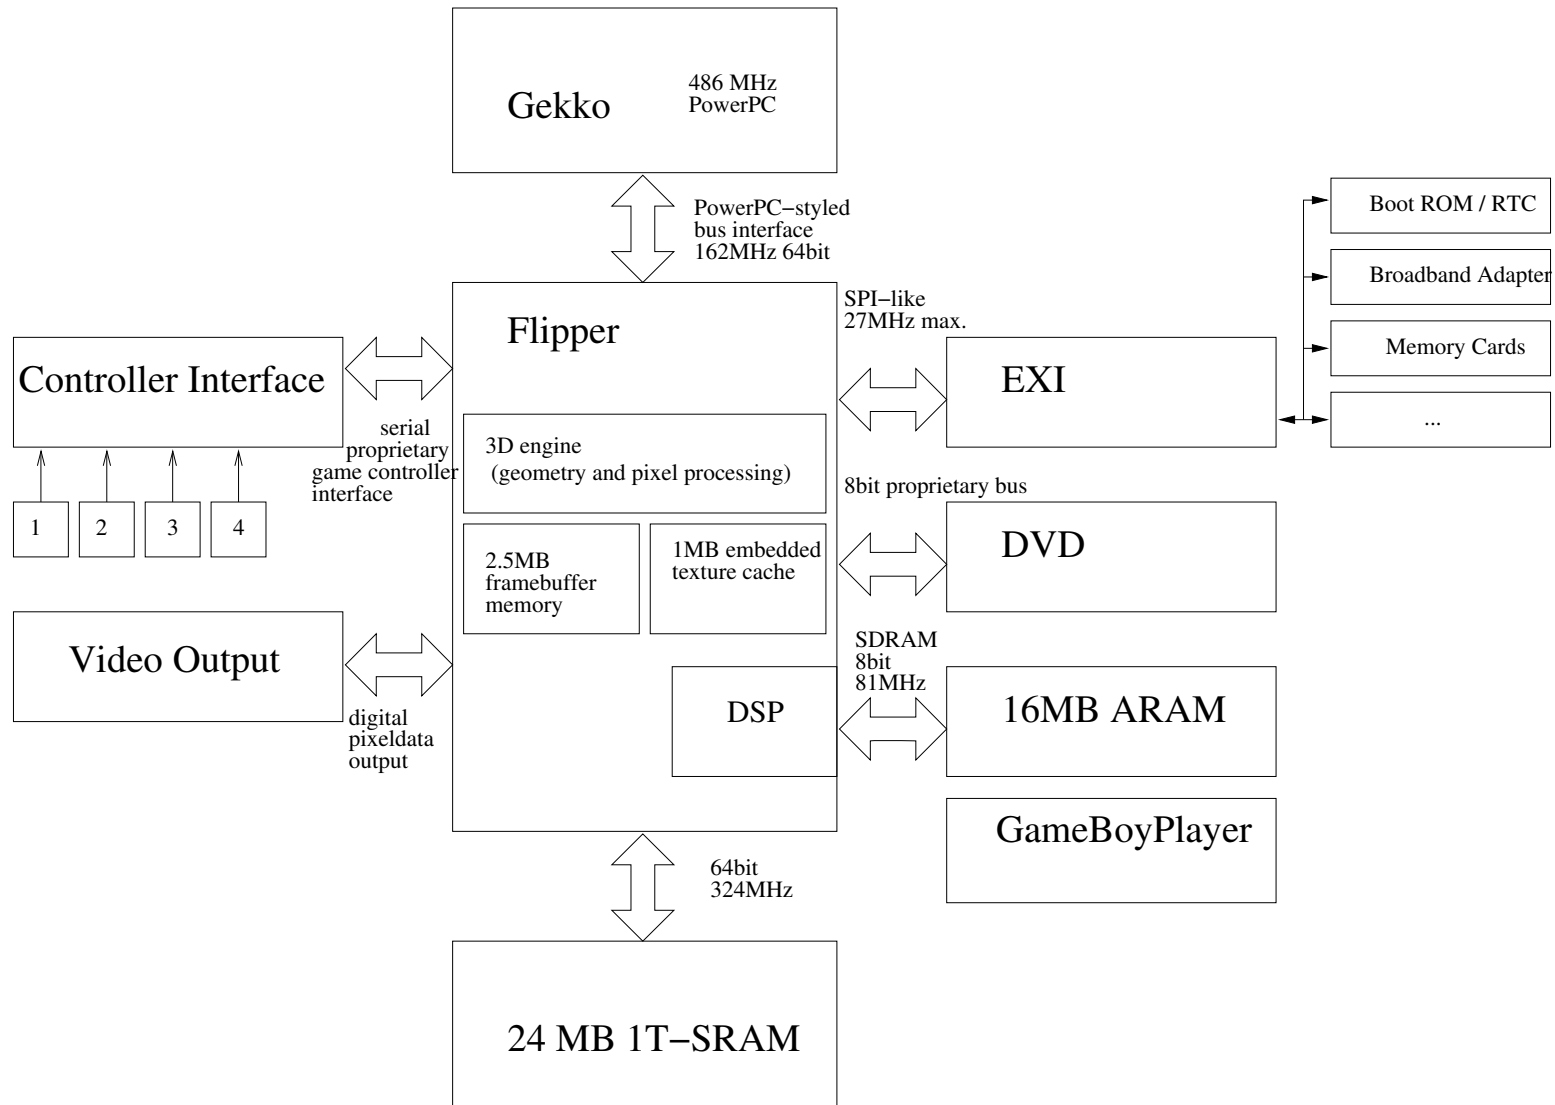 Gekko
486 MHz
PowerPC
PowerPC−styled
bus interface
162MHz 64bit
Boot ROM / RTC
Broadband Adapter
Memory Cards
...
SPI−like
27MHz max.
Flipper
Controller Interface
EXI
serial
proprietary
game controller
interface
3D engine
(geometry and pixel processing)
1
2
3
4
8bit proprietary bus
DVD
2.5MB
framebuffer
memory
1MB embedded
texture cache
Video Output
SDRAM
8bit
81MHz
DSP
16MB ARAM
digital
pixeldata
output
GameBoyPlayer
64bit
324MHz
24 MB 1T−SRAM